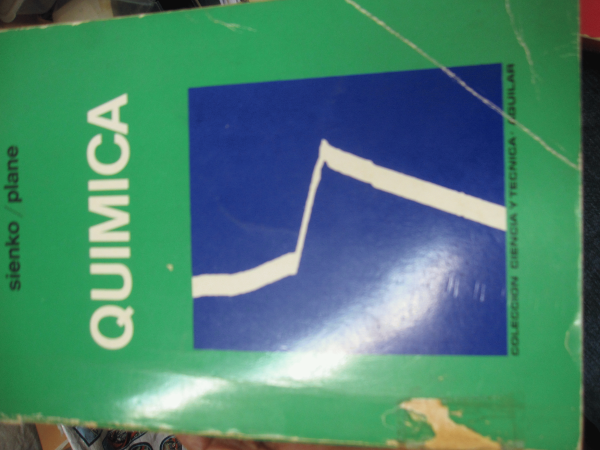 sienko / plane
QUIMICA
COLECCION CIENCIA Y TECNICA · AGUILAR